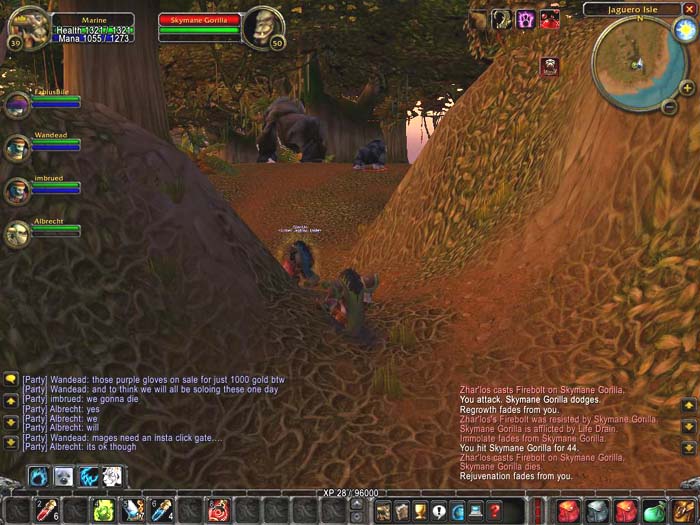 Marine
Health 1321 / 1321
Mana 1055 / 1273
39
Skymane Gorilla
50
Jaguero Isle
N
FabiusBile
Wandead
imbrued
Albrecht
[Party] Wandead: those purple gloves on sale for just 1000 gold btw
[Party] Wandead: and to think we will all be soloing these one day
[Party] imbrued: we gonna die
[Party] Albrecht: yes
[Party] Albrecht: we
[Party] Albrecht: will
[Party] Wandead: mages need an insta click gate....
[Party] Albrecht: its ok though
Zhar'los casts Firebolt on Skymane Gorilla.
You attack. Skymane Gorilla dodges.
Regrowth fades from you.
Zhar'los's Firebolt was resisted by Skymane Gorilla.
Skymane Gorilla is afflicted by Life Drain.
Immolate fades from Skymane Gorilla.
You hit Skymane Gorilla for 44.
Zhar'los casts Firebolt on Skymane Gorilla.
Skymane Gorilla dies.
Rejuvenation fades from you.
XP 28 / 96000
2
6
6
4